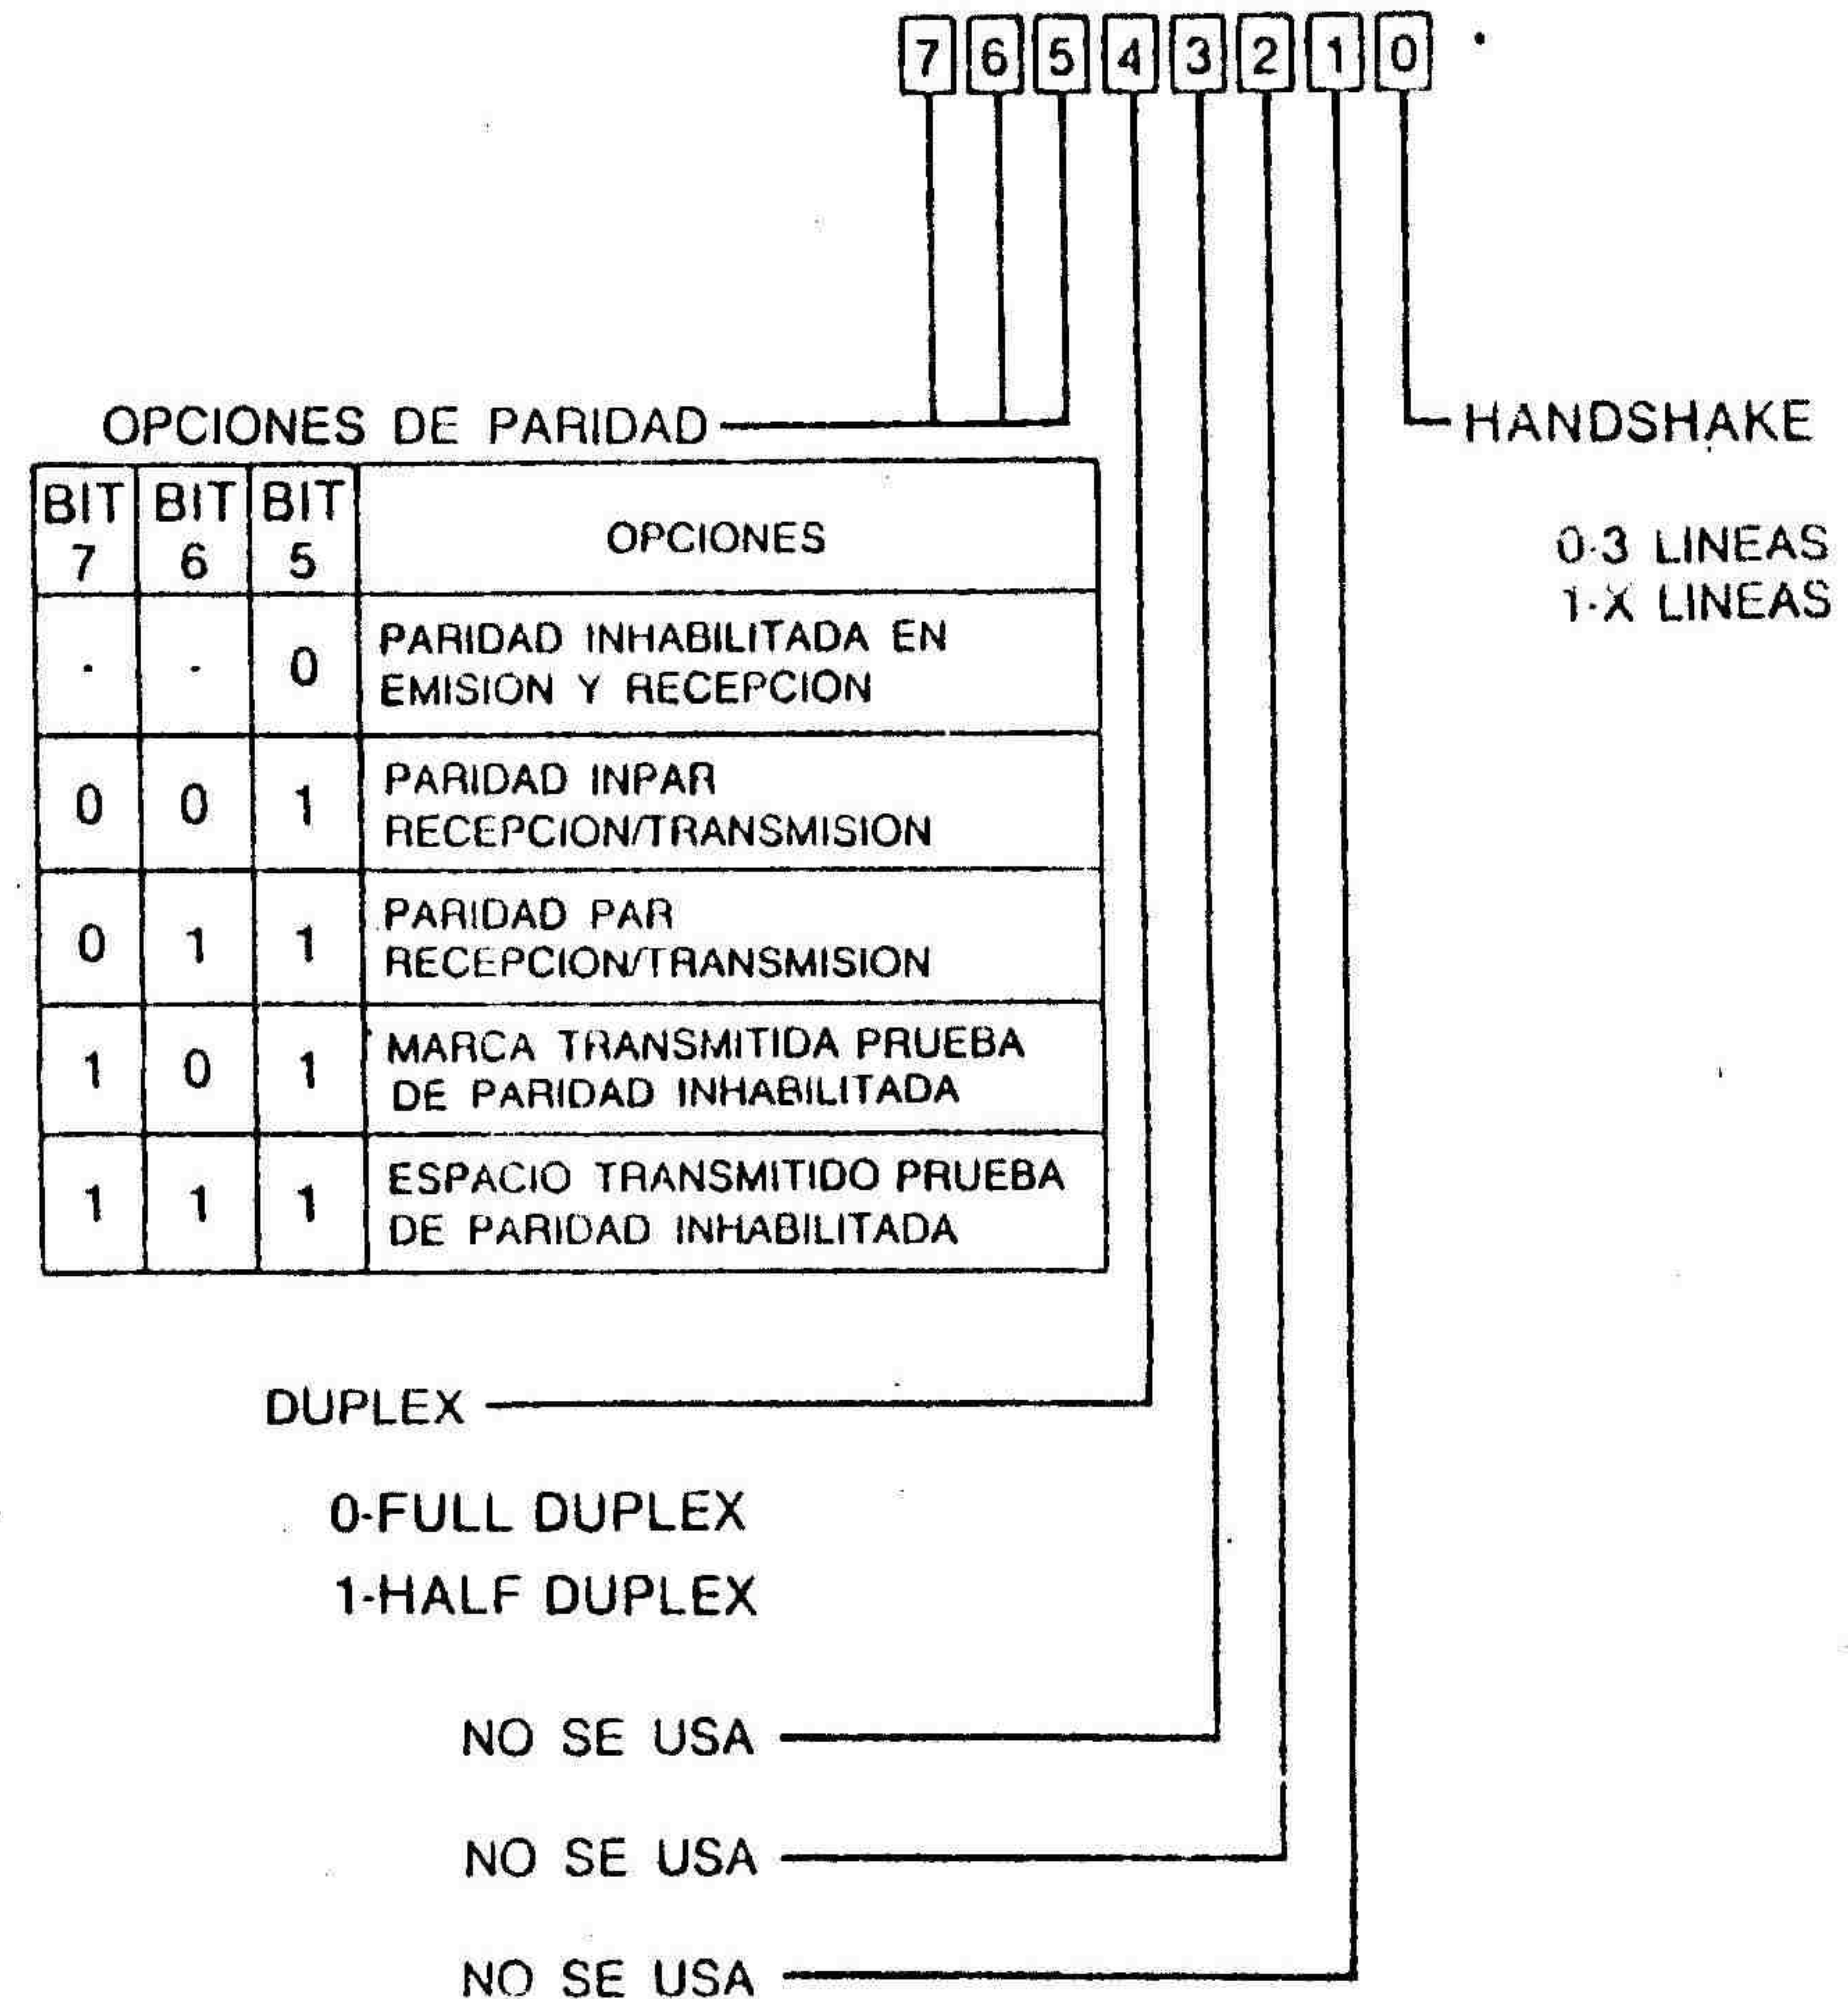 7 6 5 4 3 2 1 0
OPCIONES DE PARIDAD
HANDSHAKE
0-3 LINEAS
1-X LINEAS
BIT 7 BIT 6 BIT 5 OPCIONES
. . 0 PARIDAD INHABILITADA EN
EMISION Y RECEPCION
0 0 1 PARIDAD INPAR
RECEPCION/TRANSMISION
0 1 1 PARIDAD PAR
RECEPCION/TRANSMISION
1 0 1 MARCA TRANSMITIDA PRUEBA
DE PARIDAD INHABILITADA
1 1 1 ESPACIO TRANSMITIDO PRUEBA
DE PARIDAD INHABILITADA
DUPLEX
0-FULL DUPLEX
1-HALF DUPLEX
NO SE USA
NO SE USA
NO SE USA